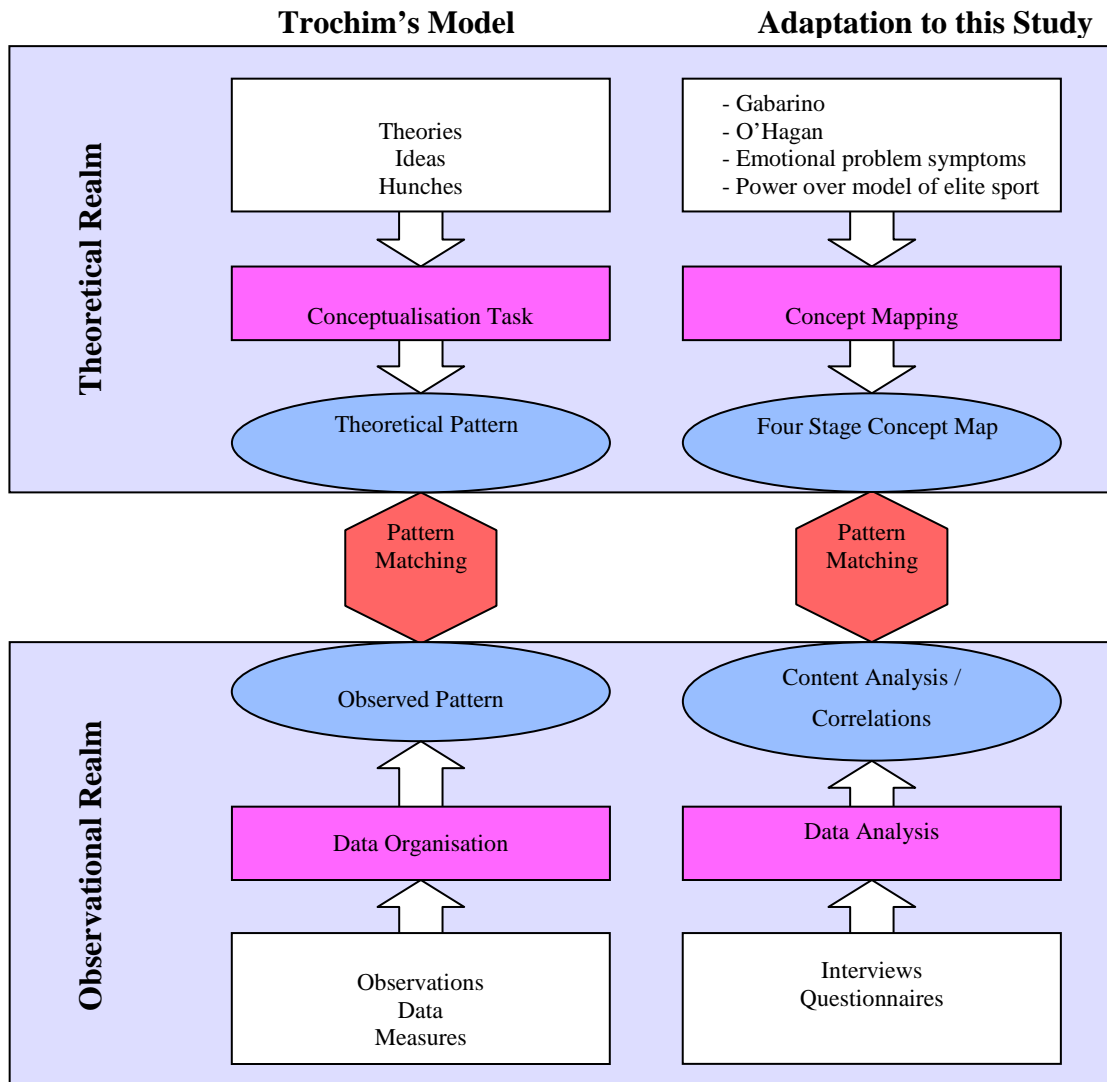 Trochim's Model
Adaptation to this Study
Theoretical Realm
Theories
Ideas
Hunches
- Gabarino
- O'Hagan
- Emotional problem symptoms
- Power over model of elite sport
Conceptualisation Task
Concept Mapping
Theoretical Pattern
Four Stage Concept Map
Pattern
Matching
Pattern
Matching
Observational Realm
Observed Pattern
Content Analysis /
Correlations
Data Organisation
Data Analysis
Observations
Data
Measures
Interviews
Questionnaires